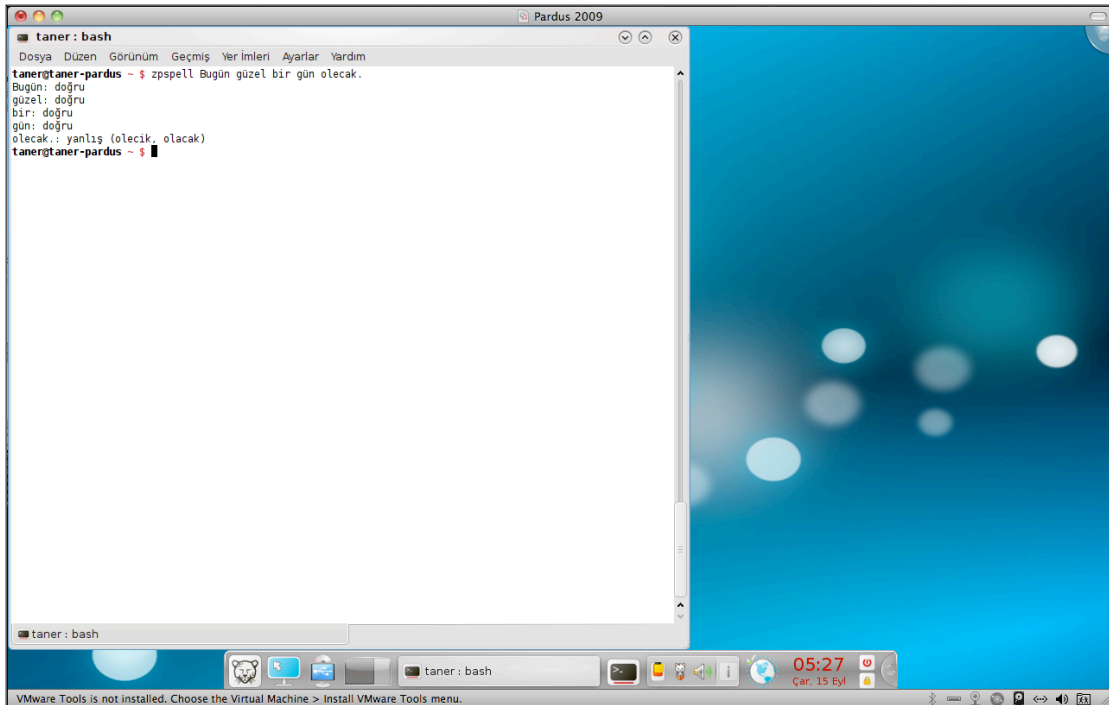 Pardus 2009
taner : bash
Dosya Düzen Görünüm Geçmiş Yer İmleri Ayarlar Yardım
taner@taner-pardus ~ $ zpspell Bugün güzel bir gün olecak.
Bugün: doğru
güzel: doğru
bir: doğru
gün: doğru
olecak.: yanlış (olecik, olacak)
taner@taner-pardus ~ $
taner : bash
taner : bash
05:27
Çar, 15 Eyl
VMware Tools is not installed. Choose the Virtual Machine > Install VMware Tools menu.